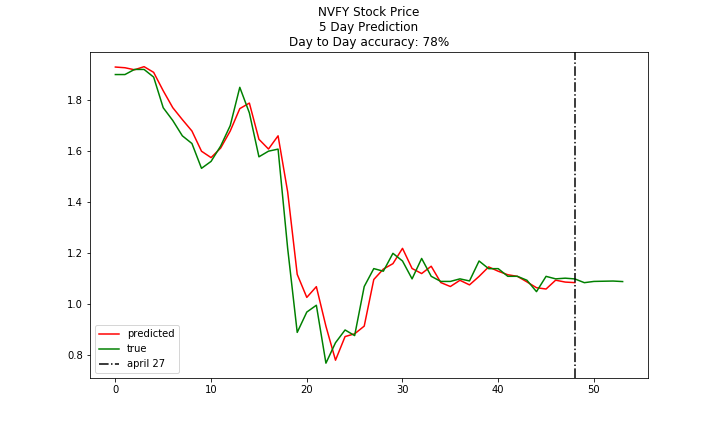 NVFY Stock Price
5 Day Prediction
Day to Day accuracy: 78%
1.8
1.6
1.4
1.2
1.0
0.8
predicted
true
april 27
0 10 20 30 40 50